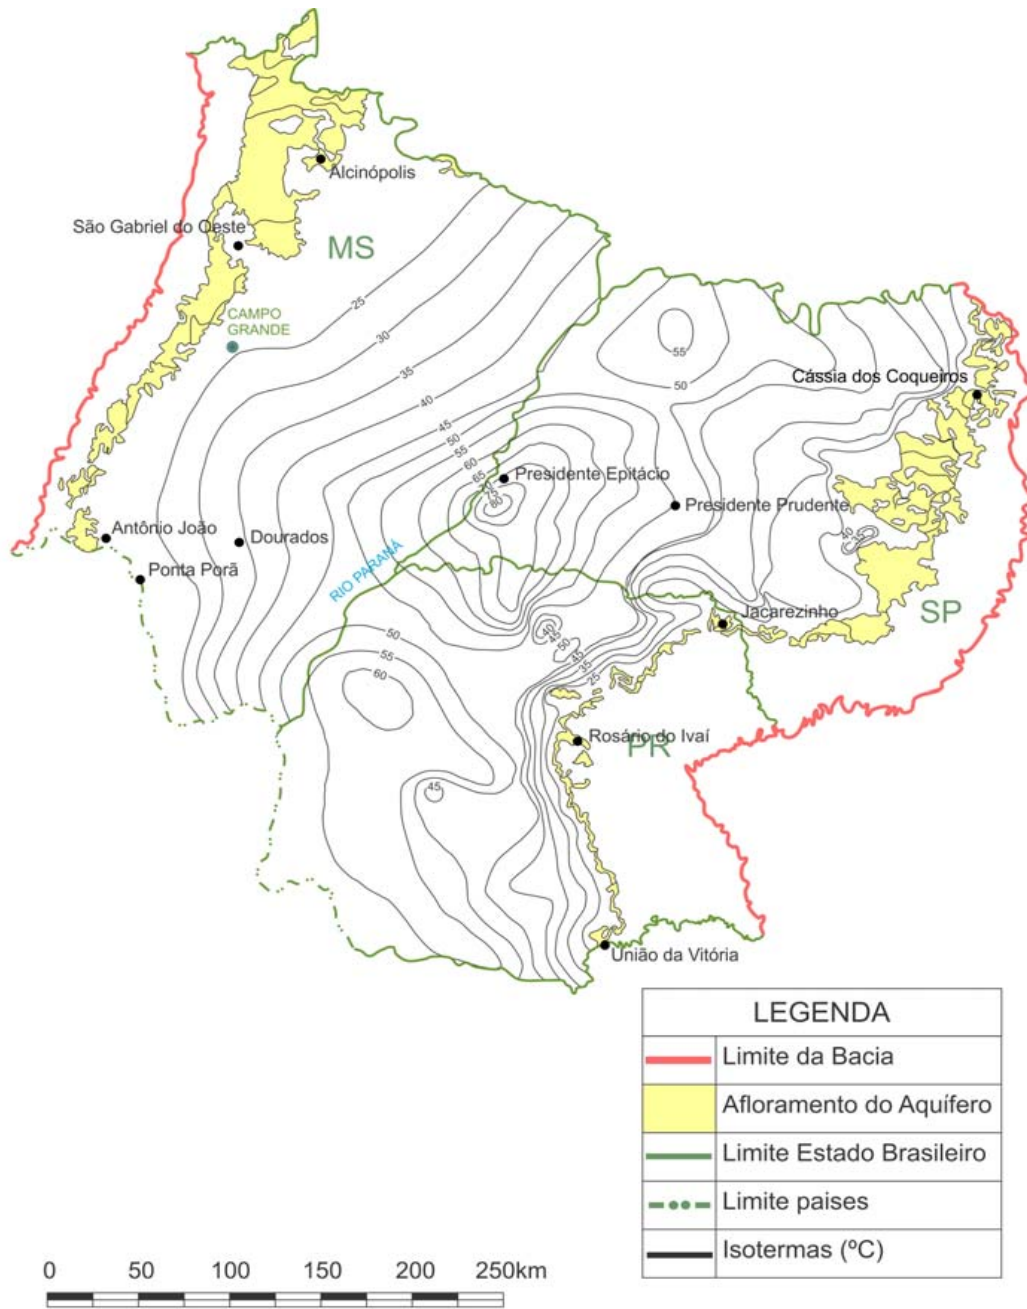 Alcinópolis
São Gabriel do Oeste
MS
25
CAMPO
GRANDE
30
55
35
50
Cássia dos Coqueiros
40
45
50
55
60
65
Presidente Epitácio
Presidente Prudente
Antônio João
Dourados
40
RIO PARANÁ
Ponta Porã
SP
Jacarezinho
50
40
45
50
45
55
35
60
25
Rosário do Ivaí
PR
45
União da Vitória
LEGENDA
Limite da Bacia
Afloramento do Aquífero
Limite Estado Brasileiro
Limite paises
Isotermas (ºC)
0 50 100 150 200 250km